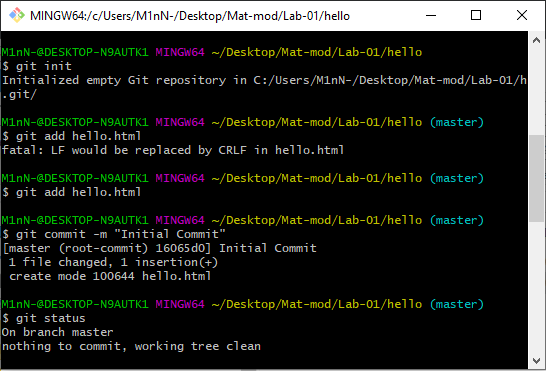 MINGW64:/c/Users/M1nN-/Desktop/Mat-mod/Lab-01/hello
M1nN-@DESKTOP-N9AUTK1 MINGW64 ~/Desktop/Mat-mod/Lab-01/hello
$ git init
Initialized empty Git repository in C:/Users/M1nN-/Desktop/Mat-mod/Lab-01/h
.git/
M1nN-@DESKTOP-N9AUTK1 MINGW64 ~/Desktop/Mat-mod/Lab-01/hello (master)
$ git add hello.html
fatal: LF would be replaced by CRLF in hello.html
M1nN-@DESKTOP-N9AUTK1 MINGW64 ~/Desktop/Mat-mod/Lab-01/hello (master)
$ git add hello.html
M1nN-@DESKTOP-N9AUTK1 MINGW64 ~/Desktop/Mat-mod/Lab-01/hello (master)
$ git commit -m "Initial Commit"
[master (root-commit) 16065d0] Initial Commit
 1 file changed, 1 insertion(+)
 create mode 100644 hello.html
M1nN-@DESKTOP-N9AUTK1 MINGW64 ~/Desktop/Mat-mod/Lab-01/hello (master)
$ git status
On branch master
nothing to commit, working tree clean